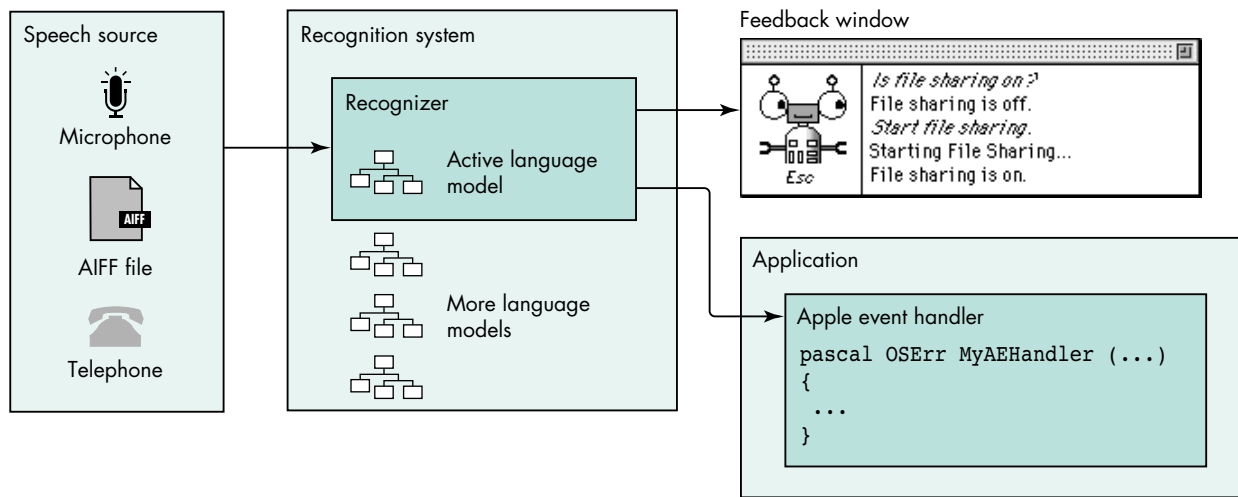 Speech source
Microphone
AIFF
AIFF file
Telephone
Recognition system
Recognizer
Active language
model
More language
models
Feedback window
Is file sharing on?
File sharing is off.
Start file sharing.
Starting File Sharing...
File sharing is on.
Esc
Application
Apple event handler
pascal OSErr MyAEHandler (...)
{
...
}